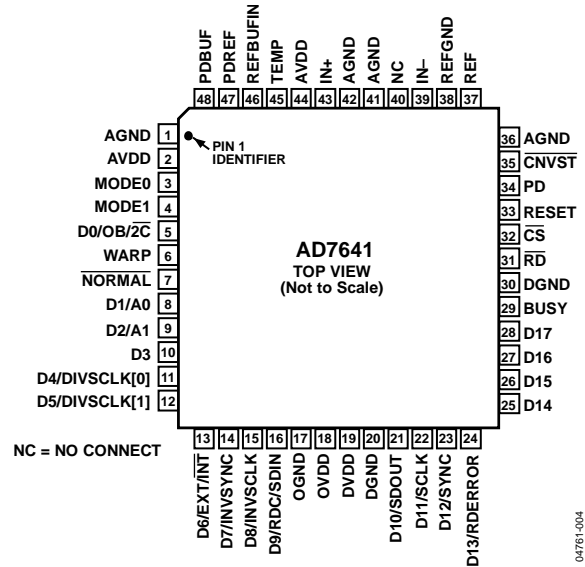 PDBUF
PDREF
REFBUFIN
TEMP
AVDD
IN+
AGND
AGND
NC
IN–
REFGND
REF
48 47 46 45 44 43 42 41 40 39 38 37
AGND 1
AVDD 2
MODE0 3
MODE1 4
D0/OB/2C̅ 5
WARP 6
N̅O̅R̅M̅A̅L̅ 7
D1/A0 8
D2/A1 9
D3 10
D4/DIVSCLK[0] 11
D5/DIVSCLK[1] 12
PIN 1
IDENTIFIER
AD7641
TOP VIEW
(Not to Scale)
36 AGND
35 C̅N̅V̅S̅T̅
34 PD
33 RESET
32 C̅S̅
31 R̅D̅
30 DGND
29 BUSY
28 D17
27 D16
26 D15
25 D14
NC = NO CONNECT
13 14 15 16 17 18 19 20 21 22 23 24
D6/EXT/I̅N̅T̅
D7/INVSYNC
D8/INVSCLK
D9/RDC/SDIN
OGND
OVDD
DVDD
DGND
D10/SDOUT
D11/SCLK
D12/SYNC
D13/RDERROR
04761-004